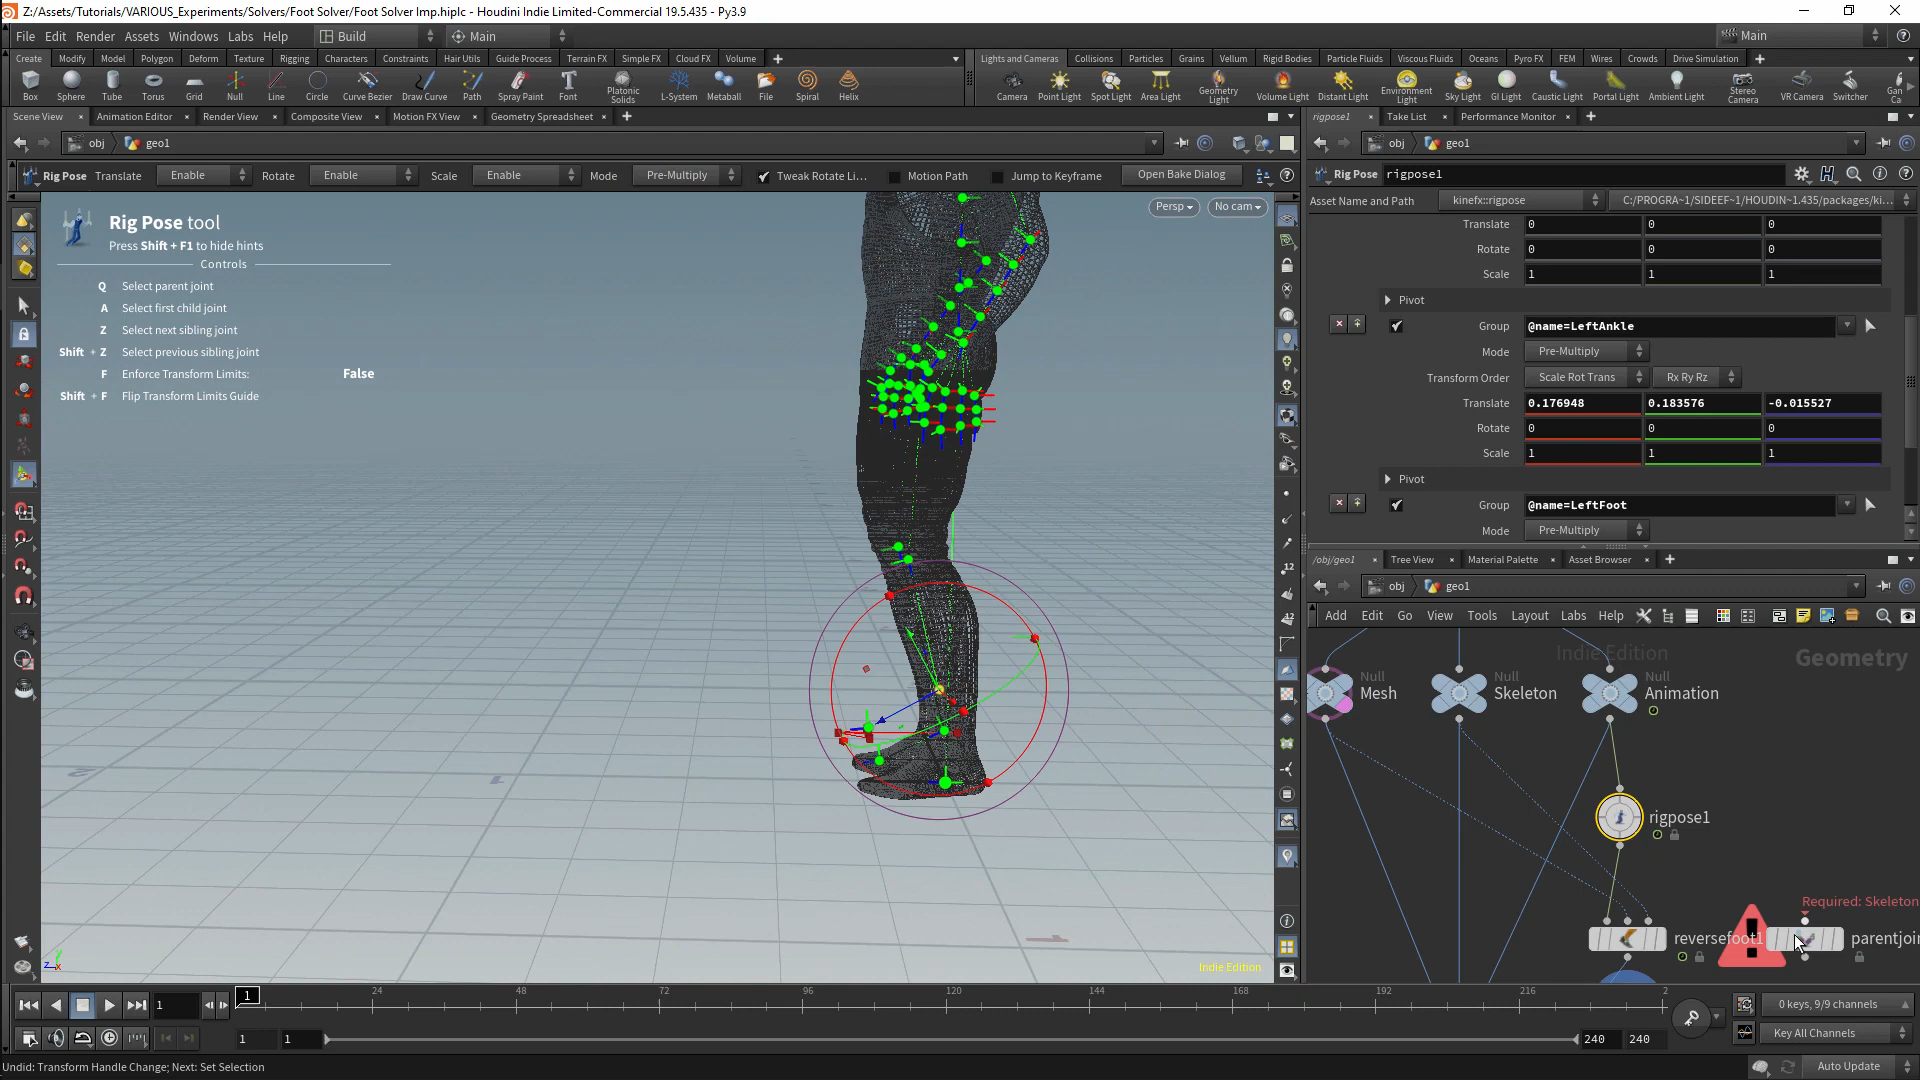 Z:/Assets/Tutorials/VARIOUS_Experiments/Solvers/Foot Solver/Foot Solver Imp.hiplc - Houdini Indie Limited-Commercial 19.5.435 - Py3.9
File Edit Render Assets Windows Labs Help Build Main Main
Create Modify Model Polygon Deform Texture Rigging Characters Constraints Hair Utils Guide Process Terrain FX Simple FX Cloud FX Volume
Lights and Cameras Collisions Particles Grains Vellum Rigid Bodies Particle Fluids Viscous Fluids Oceans Pyro FX FEM Wires Crowds Drive Simulation
Box Sphere Tube Torus Grid Null Line Circle Curve Bezier Draw Curve Path Spray Paint Font Platonic Solids L-System Metaball File Spiral Helix
Camera Point Light Spot Light Area Light Geometry Light Volume Light Distant Light Environment Light Sky Light GI Light Caustic Light Portal Light Ambient Light Stereo Camera VR Camera Switcher Gan Ca
Scene View Animation Editor Render View Composite View Motion FX View Geometry Spreadsheet
rigpose1 Take List Performance Monitor
obj geo1
obj geo1
Rig Pose Translate Enable Rotate Enable Scale Enable Mode Pre-Multiply Tweak Rotate Li... Motion Path Jump to Keyframe Open Bake Dialog
Rig Pose rigpose1
Asset Name and Path kinefx::rigpose C:/PROGRA~1/SIDEEF~1/HOUDIN~1.435/packages/ki...
Persp No cam
Rig Pose tool
Press Shift + F1 to hide hints
Controls
Q Select parent joint
A Select first child joint
Z Select next sibling joint
Shift + Z Select previous sibling joint
F Enforce Transform Limits: False
Shift + F Flip Transform Limits Guide
Translate 0 0 0
Rotate 0 0 0
Scale 1 1 1
Pivot
Group @name=LeftAnkle
Mode Pre-Multiply
Transform Order Scale Rot Trans Rx Ry Rz
Translate 0.176948 0.183576 -0.015527
Rotate 0 0 0
Scale 1 1 1
Pivot
Group @name=LeftFoot
Mode Pre-Multiply
/obj/geo1 Tree View Material Palette Asset Browser
obj geo1
Add Edit Go View Tools Layout Labs Help
Indie Edition
Geometry
Null
Mesh
Null
Skeleton
Null
Animation
rigpose1
Required: Skeleton
reversefoot1
parentjoin
z y x
Indie Edition
1 1 24 48 72 96 120 144 168 192 216 2
0 keys, 9/9 channels
1 1 240 240
Key All Channels
Undid: Transform Handle Change; Next: Set Selection
Auto Update